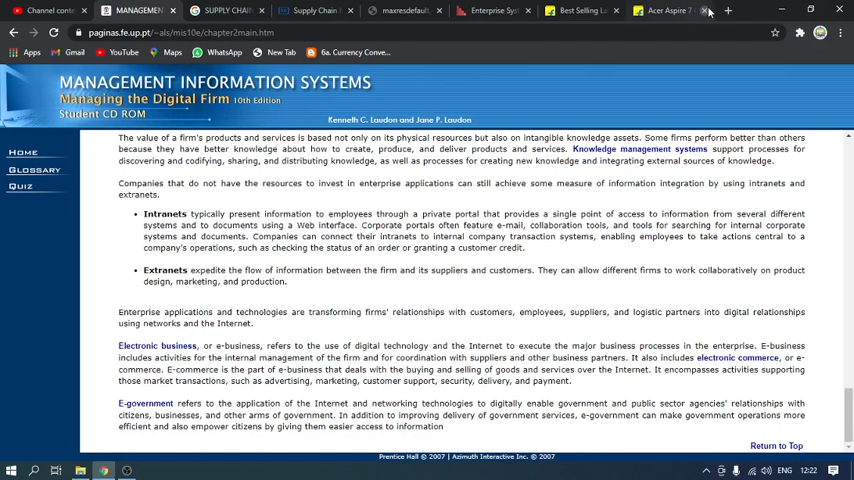 Channel conte
MANAGEMENT
SUPPLY CHAIN
Supply Chain M
maxresdefault.
Enterprise Sys
Best Selling La
Acer Aspire 7
paginas.fe.up.pt/~als/mis10e/chapter2main.htm
Apps
Gmail
YouTube
Maps
WhatsApp
New Tab
6a. Currency Conve...
MANAGEMENT INFORMATION SYSTEMS
Managing the Digital Firm 10th Edition
Student CD ROM
Kenneth C. Laudon and Jane P. Laudon
HOME
GLOSSARY
QUIZ
The value of a firm's products and services is based not only on its physical resources but also on intangible knowledge assets. Some firms perform better than others
because they have better knowledge about how to create, produce, and deliver products and services. Knowledge management systems support processes for
discovering and codifying, sharing, and distributing knowledge, as well as processes for creating new knowledge and integrating external sources of knowledge.
Companies that do not have the resources to invest in enterprise applications can still achieve some measure of information integration by using intranets and
extranets.
• Intranets typically present information to employees through a private portal that provides a single point of access to information from several different
systems and to documents using a Web interface. Corporate portals often feature e-mail, collaboration tools, and tools for searching for internal corporate
systems and documents. Companies can connect their intranets to internal company transaction systems, enabling employees to take actions central to a
company's operations, such as checking the status of an order or granting a customer credit.
• Extranets expedite the flow of information between the firm and its suppliers and customers. They can allow different firms to work collaboratively on product
design, marketing, and production.
Enterprise applications and technologies are transforming firms' relationships with customers, employees, suppliers, and logistic partners into digital relationships
using networks and the Internet.
Electronic business, or e-business, refers to the use of digital technology and the Internet to execute the major business processes in the enterprise. E-business
includes activities for the internal management of the firm and for coordination with suppliers and other business partners. It also includes electronic commerce, or e-
commerce. E-commerce is the part of e-business that deals with the buying and selling of goods and services over the Internet. It encompasses activities supporting
those market transactions, such as advertising, marketing, customer support, security, delivery, and payment.
E-government refers to the application of the Internet and networking technologies to digitally enable government and public sector agencies' relationships with
citizens, businesses, and other arms of government. In addition to improving delivery of government services, e-government can make government operations more
efficient and also empower citizens by giving them easier access to information
Return to Top
Prentice Hall © 2007 | Azimuth Interactive Inc. © 2007
ENG
12:22